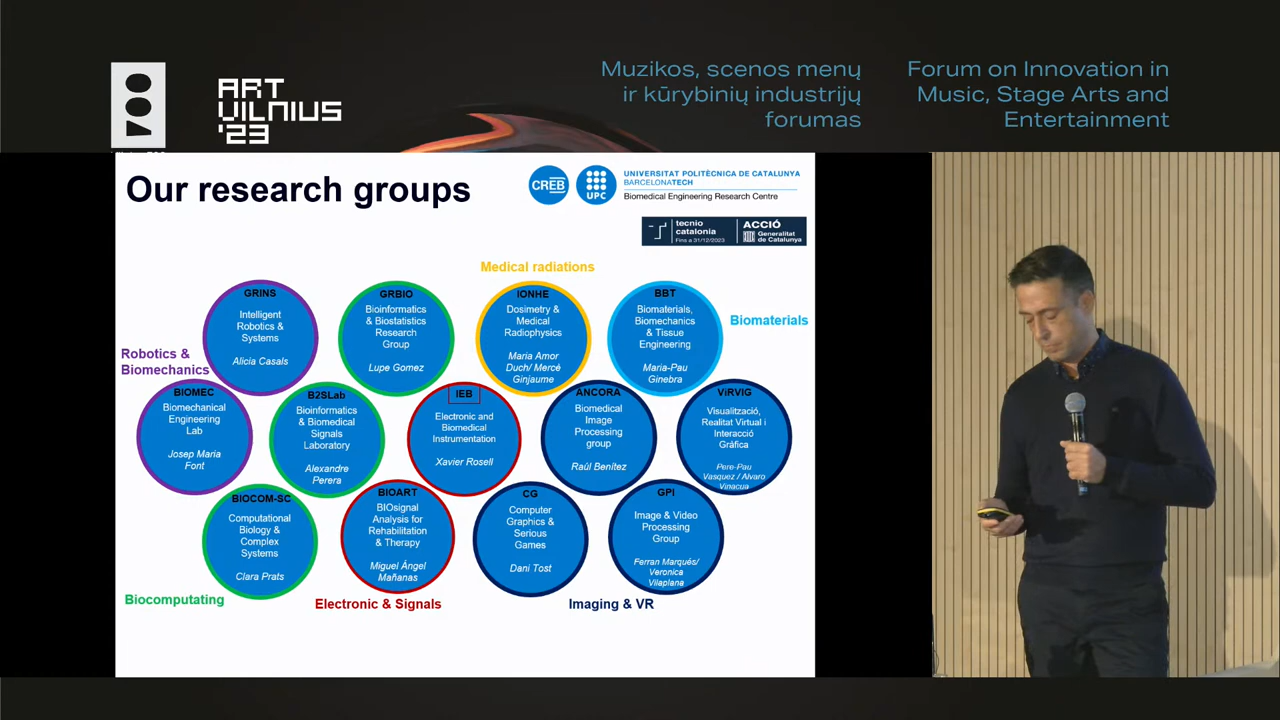 ART
VILNIUS
'23
Muzikos, scenos menų
ir kūrybinių industrijų
forumas
Forum on Innovation in
Music, Stage Arts and
Entertainment
Our research groups
CREB
UPC
UNIVERSITAT POLITÈCNICA DE CATALUNYA
BARCELONATECH
Biomedical Engineering Research Centre
tecnio
catalonia
Fins a 31/12/2023
ACCIÓ
Generalitat
de Catalunya
Medical radiations
GRINS
Intelligent
Robotics &
Systems
Alicia Casals
GRBIO
Bioinformatics
& Biostatistics
Research
Group
Lupe Gomez
IONHE
Dosimetry &
Medical
Radiophysics
Maria Amor
Duch/ Mercé
Ginjaume
BBT
Biomaterials,
Biomechanics
& Tissue
Engineering
Maria-Pau
Ginebra
Biomaterials
Robotics &
Biomechanics
BIOMEC
Biomechanical
Engineering
Lab
Josep Maria
Font
B2SLab
Bioinformatics
& Biomedical
Signals
Laboratory
Alexandre
Perera
IEB
Electronic and
Biomedical
Instrumentation
Xavier Rosell
ANCORA
Biomedical
Image
Processing
group
Raúl Benítez
ViRVIG
Visualització,
Realitat Virtual i
Interacció
Gráfica
Pere-Pau
Vasquez / Alvaro
Vinacua
BIOCOM-SC
Computational
Biology &
Complex
Systems
Clara Prats
BIOART
BIOsignal
Analysis for
Rehabilitation
& Therapy
Miguel Ángel
Mañanas
CG
Computer
Graphics &
Serious
Games
Dani Tost
GPI
Image & Video
Processing
Group
Ferran Marqués/
Veronica
Vilaplana
Biocomputating
Electronic & Signals
Imaging & VR